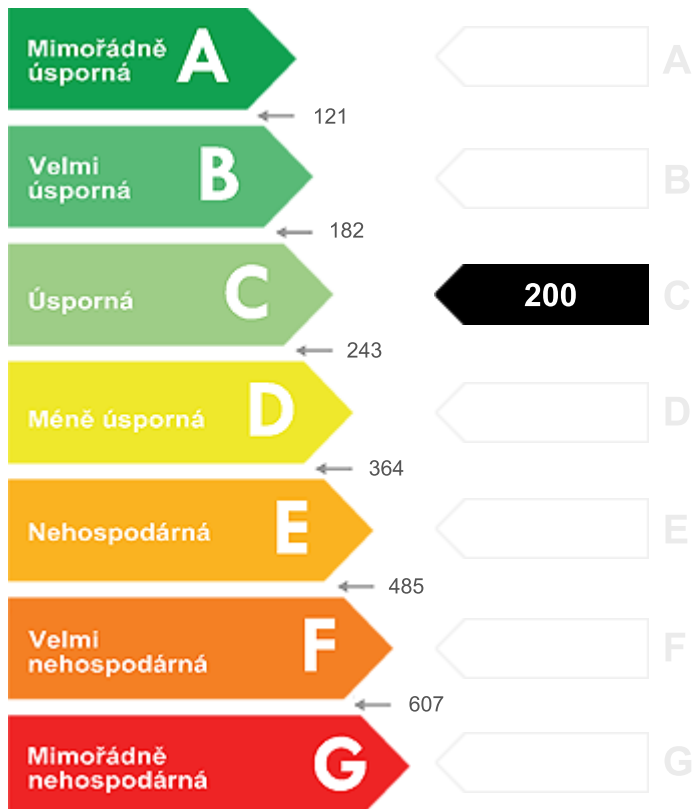 Mimořádně
úsporná
A
A
121
Velmi
úsporná
B
B
182
Úsporná
C
200
C
243
Méně úsporná
D
D
364
Nehospodárná
E
E
485
Velmi
nehospodárná
F
F
607
Mimořádně
nehospodárná
G
G